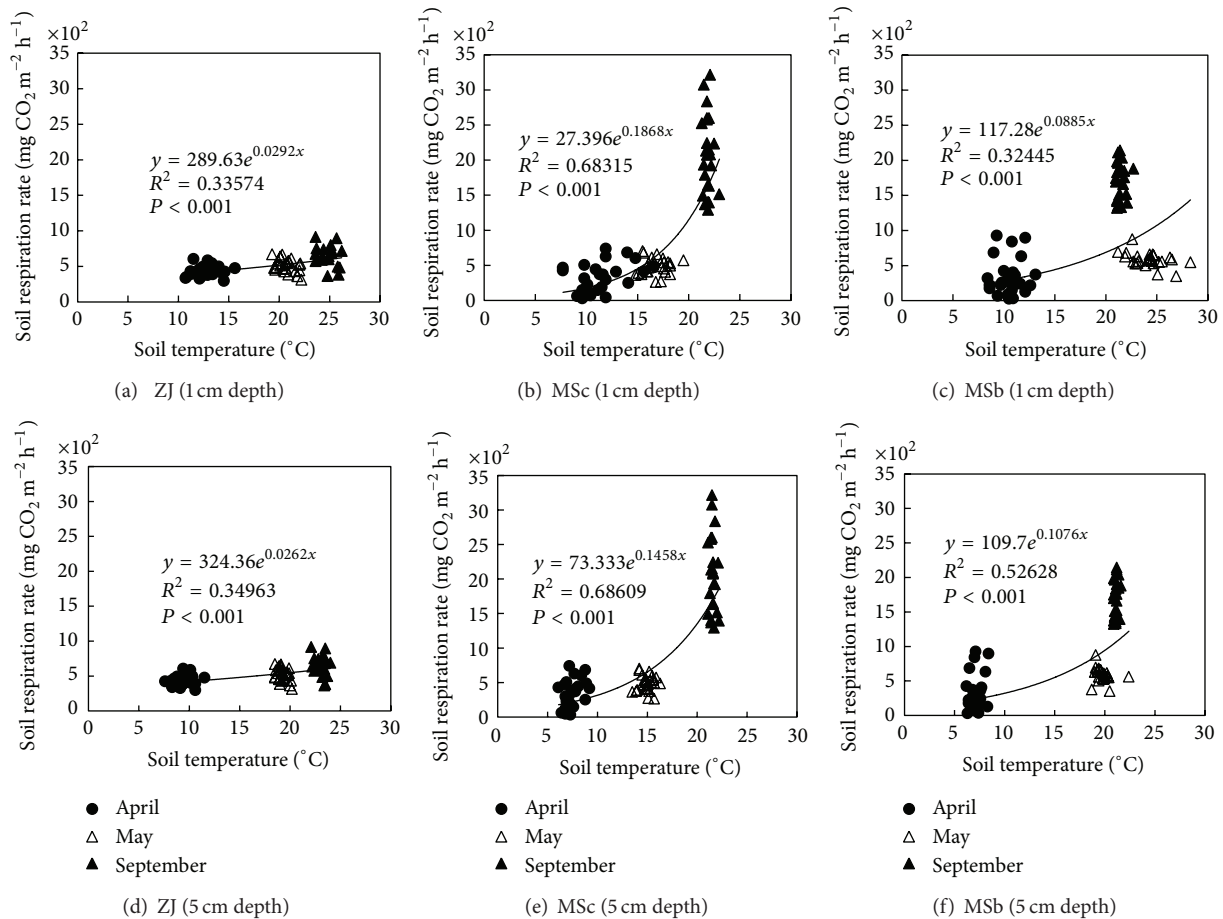 ×10²
35
30
25
20
15
10
5
0
Soil respiration rate (mg CO₂ m⁻² h⁻¹)
y = 289.63e^{0.0292x}
R² = 0.33574
P < 0.001
0 5 10 15 20 25 30
Soil temperature (°C)
(a) ZJ (1 cm depth)
×10²
35
30
25
20
15
10
5
0
Soil respiration rate (mg CO₂ m⁻² h⁻¹)
y = 27.396e^{0.1868x}
R² = 0.68315
P < 0.001
0 5 10 15 20 25 30
Soil temperature (°C)
(b) MSc (1 cm depth)
×10²
35
30
25
20
15
10
5
0
Soil respiration rate (mg CO₂ m⁻² h⁻¹)
y = 117.28e^{0.0885x}
R² = 0.32445
P < 0.001
0 5 10 15 20 25 30
Soil temperature (°C)
(c) MSb (1 cm depth)
×10²
35
30
25
20
15
10
5
0
Soil respiration rate (mg CO₂ m⁻² h⁻¹)
y = 324.36e^{0.0262x}
R² = 0.34963
P < 0.001
0 5 10 15 20 25 30
Soil temperature (°C)
April
May
September
(d) ZJ (5 cm depth)
×10²
35
30
25
20
15
10
5
0
Soil respiration rate (mg CO₂ m⁻² h⁻¹)
y = 73.333e^{0.1458x}
R² = 0.68609
P < 0.001
0 5 10 15 20 25 30
Soil temperature (°C)
April
May
September
(e) MSc (5 cm depth)
×10²
35
30
25
20
15
10
5
0
Soil respiration rate (mg CO₂ m⁻² h⁻¹)
y = 109.7e^{0.1076x}
R² = 0.52628
P < 0.001
0 5 10 15 20 25 30
Soil temperature (°C)
April
May
September
(f) MSb (5 cm depth)